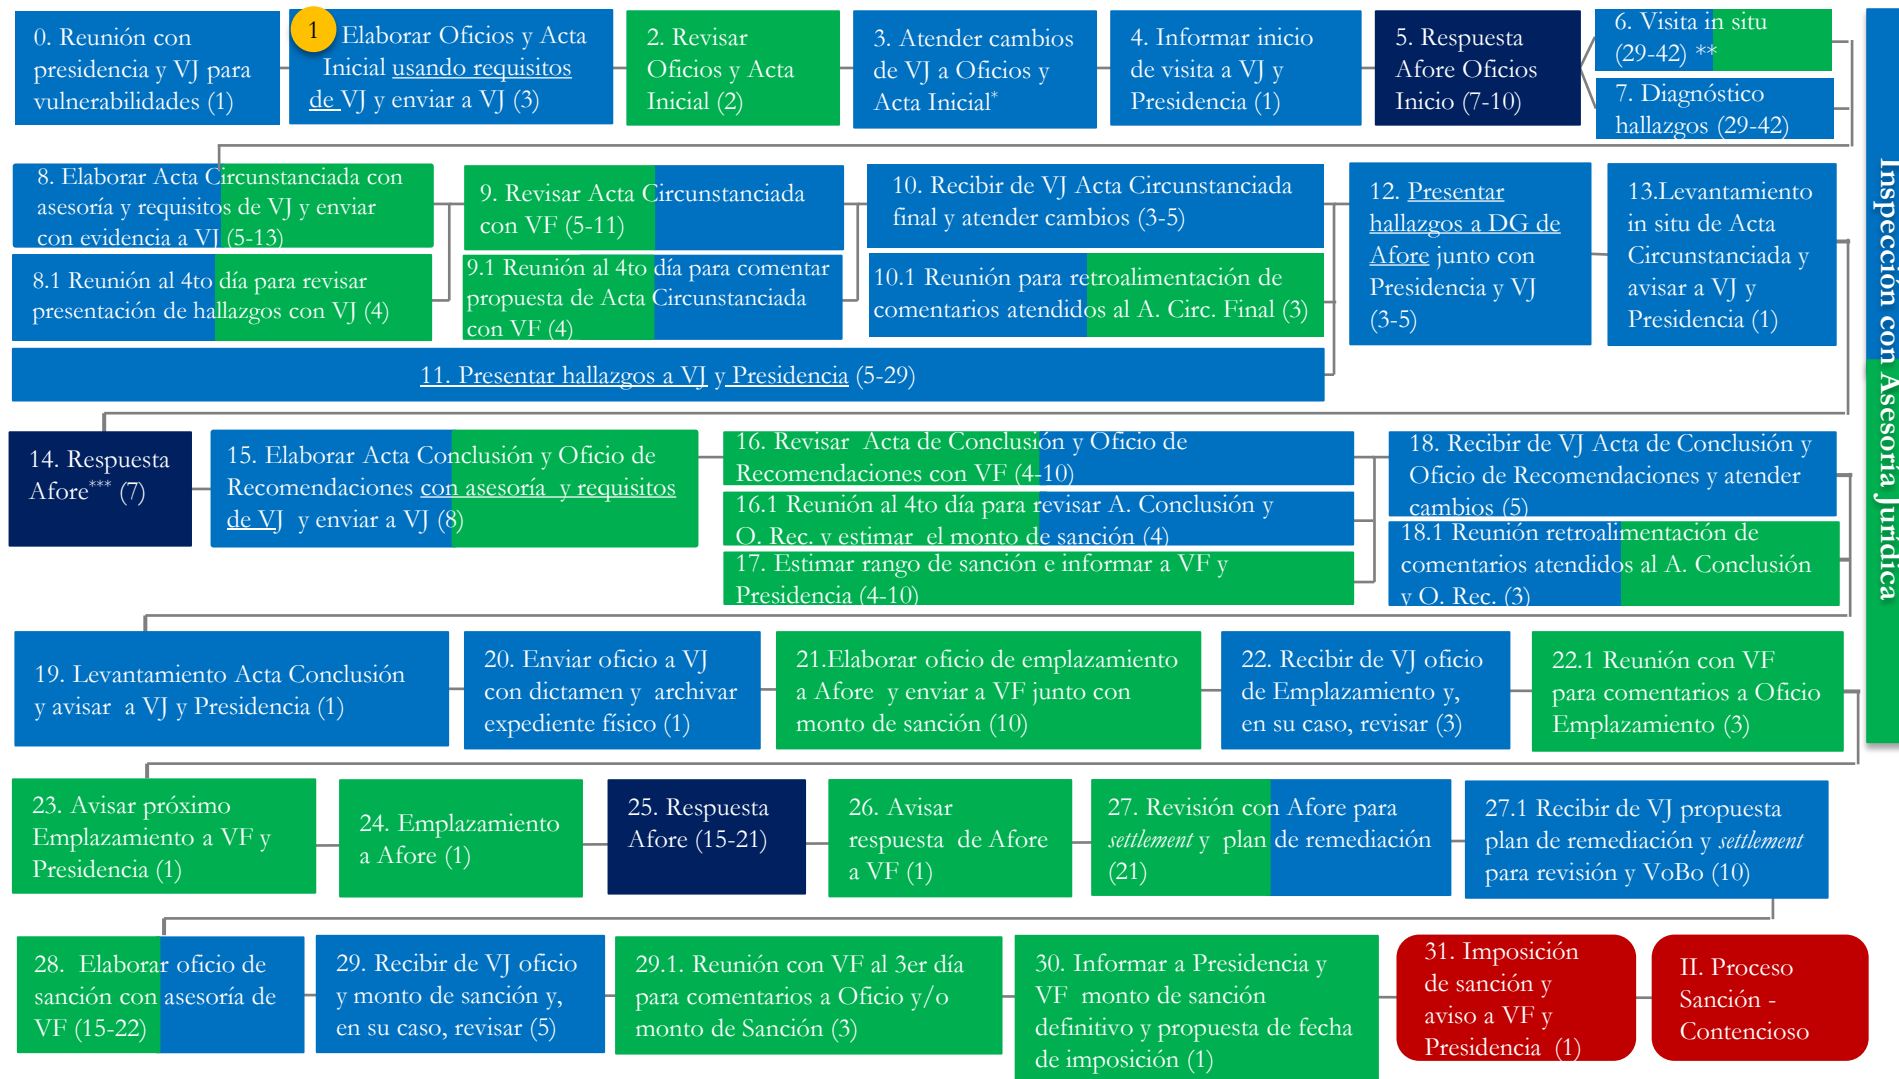 0. Reunión con
presidencia y VJ para
vulnerabilidades (1)
1
Elaborar Oficios y Acta
Inicial usando requisitos
de VJ y enviar a VJ (3)
2. Revisar
Oficios y Acta
Inicial (2)
3. Atender cambios
de VJ a Oficios y
Acta Inicial*
4. Informar inicio
de visita a VJ y
Presidencia (1)
5. Respuesta
Afore Oficios
Inicio (7-10)
6. Visita in situ
(29-42) **
7. Diagnóstico
hallazgos (29-42)
8. Elaborar Acta Circunstanciada con
asesoría y requisitos de VJ y enviar
con evidencia a VJ (5-13)
8.1 Reunión al 4to día para revisar
presentación de hallazgos con VJ (4)
9. Revisar Acta Circunstanciada
con VF (5-11)
9.1 Reunión al 4to día para comentar
propuesta de Acta Circunstanciada
con VF (4)
10. Recibir de VJ Acta Circunstanciada
final y atender cambios (3-5)
10.1 Reunión para retroalimentación de
comentarios atendidos al A. Circ. Final (3)
11. Presentar hallazgos a VJ y Presidencia (5-29)
12. Presentar
hallazgos a DG de
Afore junto con
Presidencia y VJ
(3-5)
13.Levantamiento
in situ de Acta
Circunstanciada y
avisar a VJ y
Presidencia (1)
Inspección con Asesoría Jurídica
14. Respuesta
Afore*** (7)
15. Elaborar Acta Conclusión y Oficio de
Recomendaciones con asesoría y requisitos
de VJ y enviar a VJ (8)
16. Revisar Acta de Conclusión y Oficio de
Recomendaciones con VF (4-10)
16.1 Reunión al 4to día para revisar A. Conclusión y
O. Rec. y estimar el monto de sanción (4)
17. Estimar rango de sanción e informar a VF y
Presidencia (4-10)
18. Recibir de VJ Acta de Conclusión y
Oficio de Recomendaciones y atender
cambios (5)
18.1 Reunión retroalimentación de
comentarios atendidos al A. Conclusión
y O. Rec. (3)
19. Levantamiento Acta Conclusión
y avisar a VJ y Presidencia (1)
20. Enviar oficio a VJ
con dictamen y archivar
expediente físico (1)
21.Elaborar oficio de emplazamiento
a Afore y enviar a VF junto con
monto de sanción (10)
22. Recibir de VJ oficio
de Emplazamiento y,
en su caso, revisar (3)
22.1 Reunión con VF
para comentarios a Oficio
Emplazamiento (3)
23. Avisar próximo
Emplazamiento a VF y
Presidencia (1)
24. Emplazamiento
a Afore (1)
25. Respuesta
Afore (15-21)
26. Avisar
respuesta de Afore
a VF (1)
27. Revisión con Afore para
settlement y plan de remediación
(21)
27.1 Recibir de VJ propuesta
plan de remediación y settlement
para revisión y VoBo (10)
28. Elaborar oficio de
sanción con asesoría de
VF (15-22)
29. Recibir de VJ oficio
y monto de sanción y,
en su caso, revisar (5)
29.1. Reunión con VF al 3er día
para comentarios a Oficio y/o
monto de Sanción (3)
30. Informar a Presidencia y
VF monto de sanción
definitivo y propuesta de fecha
de imposición (1)
31. Imposición
de sanción y
aviso a VF y
Presidencia (1)
II. Proceso
Sanción -
Contencioso